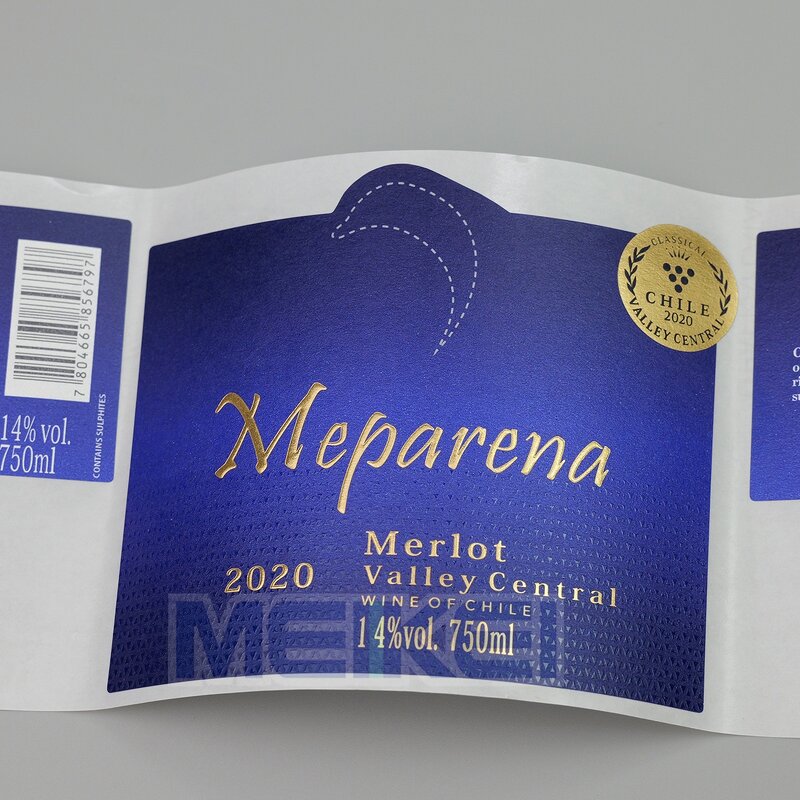 7 804665 856797
14% vol.
750ml
CONTAINS SULPHITES
CLASSICAL
CHILE
2020
VALLEY CENTRAL
Meparena
2020
Merlot
Valley Central
WINE OF CHILE
14%vol. 750ml
MEIKEI